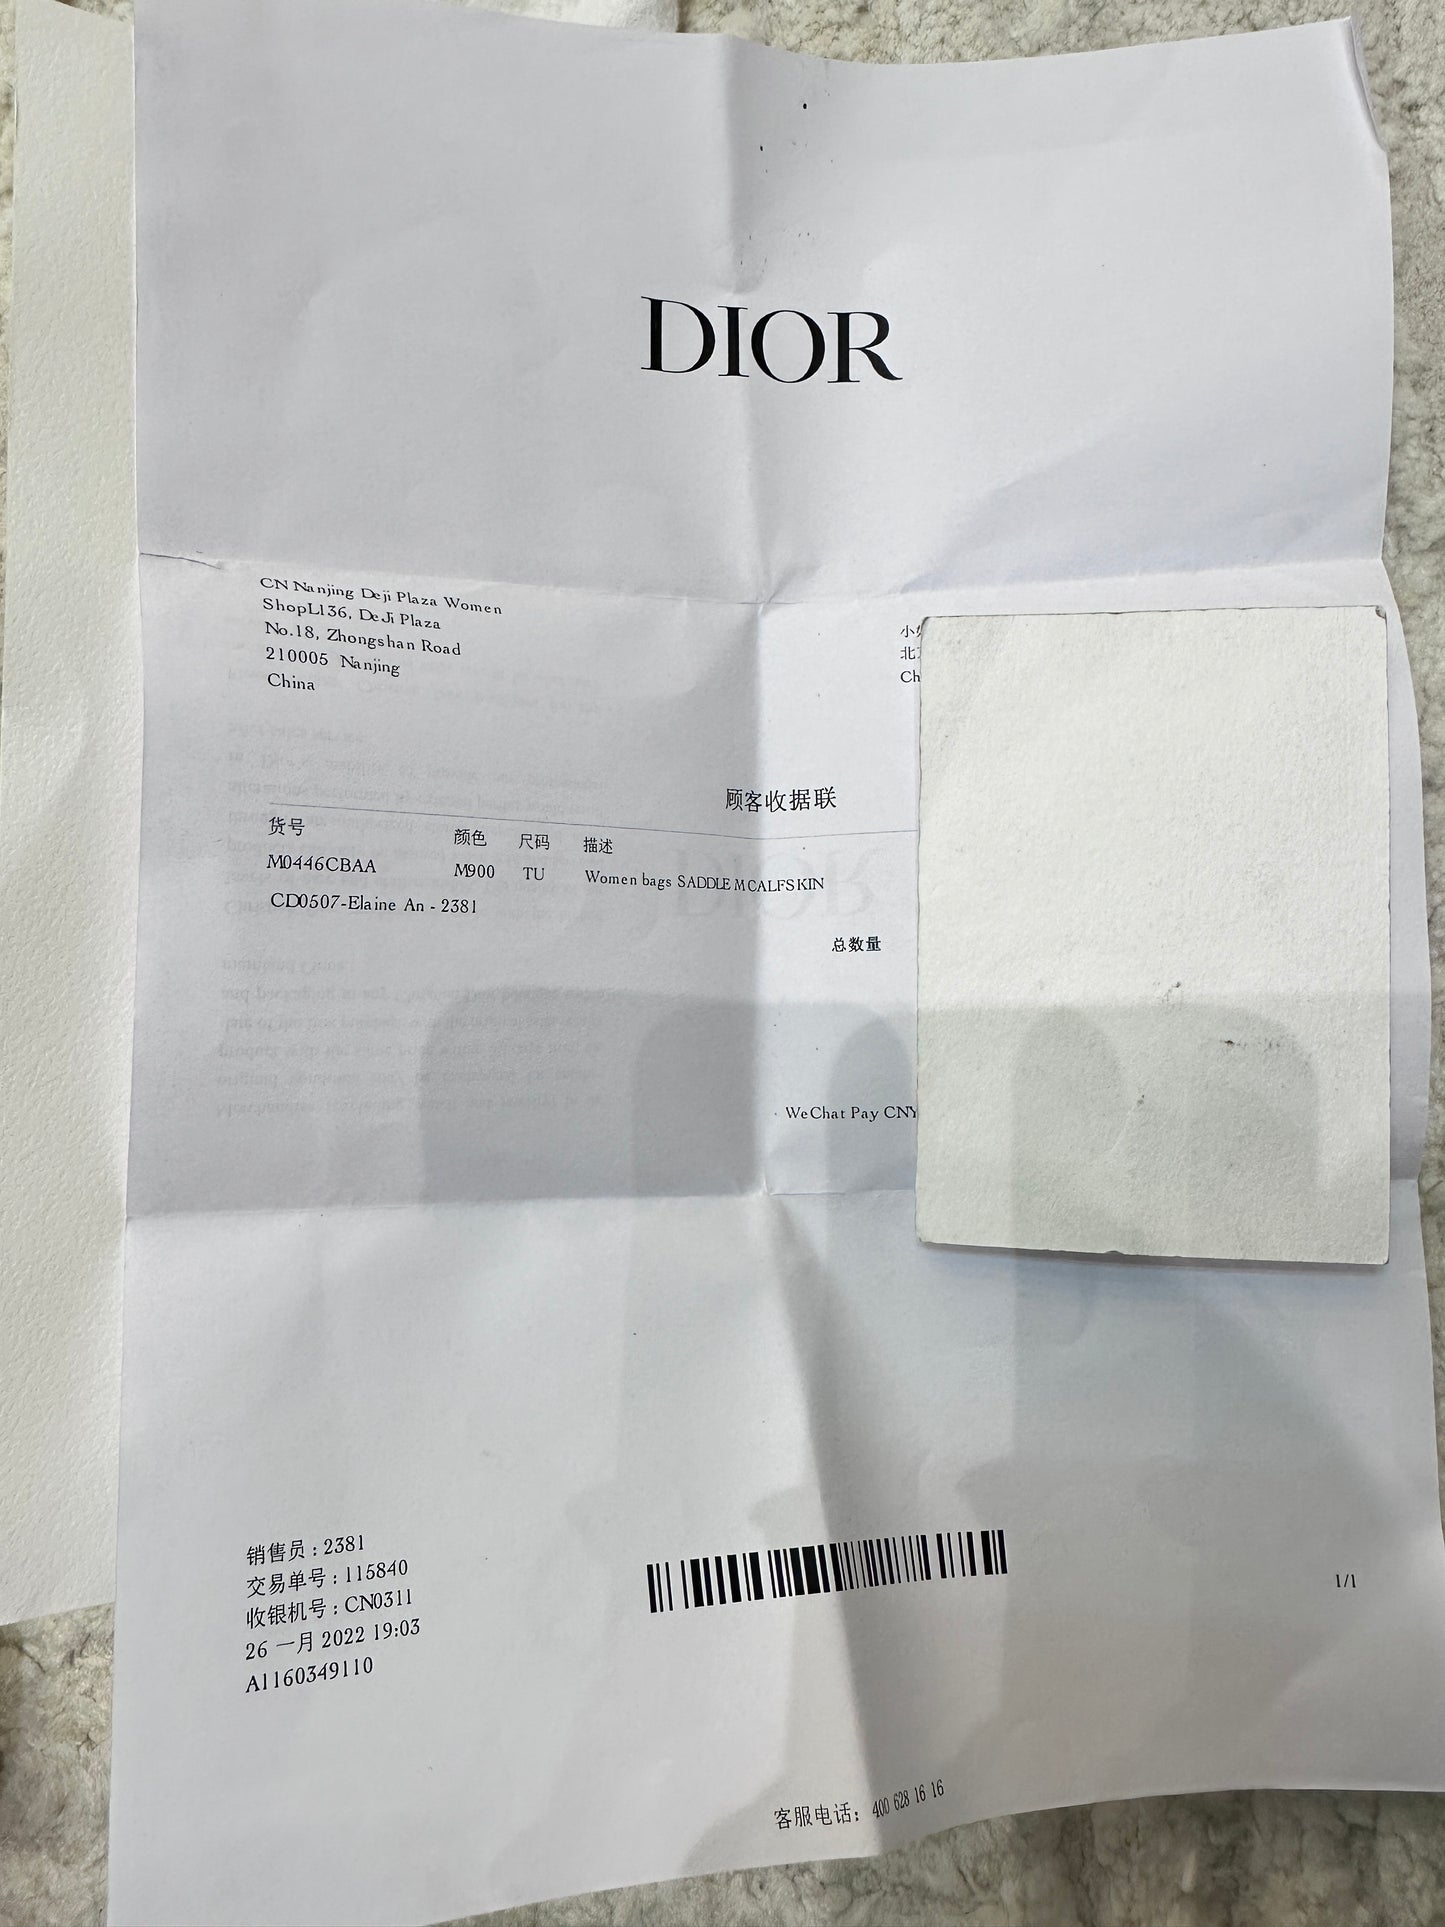 DIOR
CN Nanjing Deji Plaza Women
ShopL136, DeJi Plaza
No.18, Zhongshan Road
210005 Nanjing
China
小
北
Ch
顾客收据联
货号 颜色 尺码 描述
M0446CBAA M900 TU Women bags SADDLE M CALFSKIN
CD0507-Elaine An - 2381
总数量
WeChat Pay CNY
销售员 : 2381
交易单号 : 115840
收银机号 : CN0311
26 一月 2022 19:03
A1160349110
1/1
客服电话： 400 628 16 16